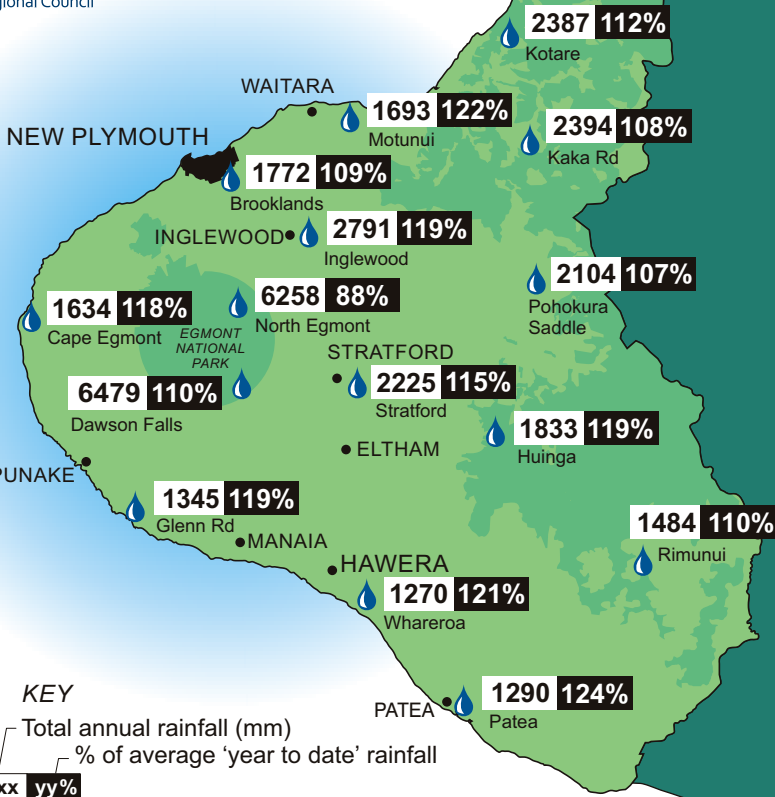 Council
2387 112%
Kotare
WAITARA
1693 122%
Motunui
NEW PLYMOUTH
2394 108%
Kaka Rd
1772 109%
Brooklands
INGLEWOOD
2791 119%
Inglewood
2104 107%
Pohokura
Saddle
1634 118%
Cape Egmont
6258 88%
North Egmont
EGMONT
NATIONAL
PARK
STRATFORD
2225 115%
Stratford
6479 110%
Dawson Falls
1833 119%
Huinga
ELTHAM
PUNAKE
1345 119%
Glenn Rd
MANAIA
1484 110%
Rimunui
HAWERA
1270 121%
Whareroa
PATEA
1290 124%
Patea
KEY
Total annual rainfall (mm)
% of average ‘year to date’ rainfall
xx yy%